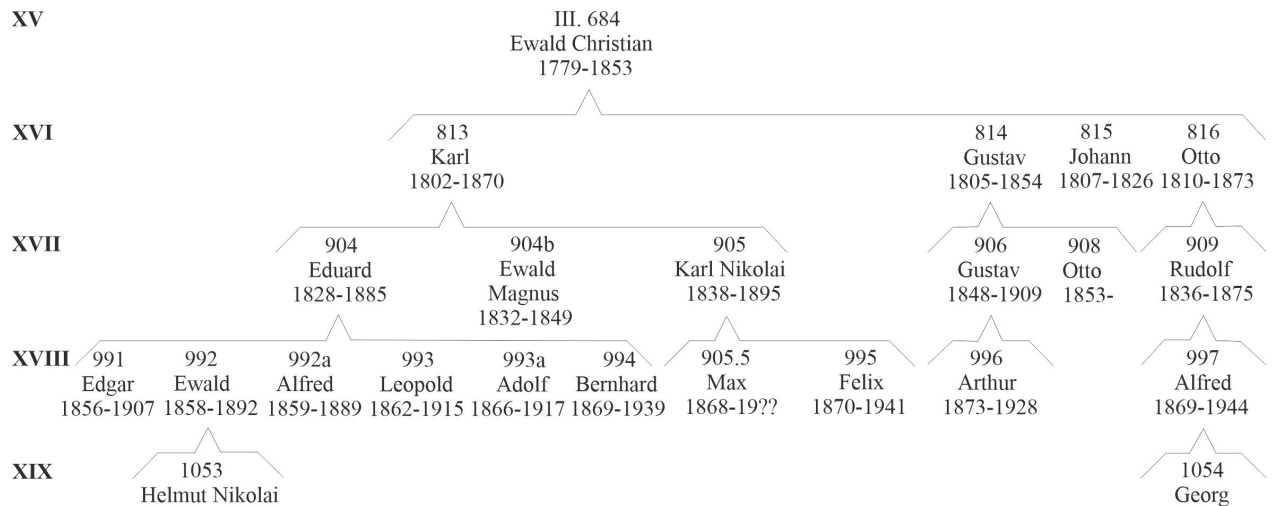 XV
III. 684
Ewald Christian
1779-1853
XVI
813
Karl
1802-1870
814
Gustav
1805-1854
815
Johann
1807-1826
816
Otto
1810-1873
XVII
904
Eduard
1828-1885
904b
Ewald
Magnus
1832-1849
905
Karl Nikolai
1838-1895
906
Gustav
1848-1909
908
Otto
1853-
909
Rudolf
1836-1875
XVIII
991
Edgar
1856-1907
992
Ewald
1858-1892
992a
Alfred
1859-1889
993
Leopold
1862-1915
993a
Adolf
1866-1917
994
Bernhard
1869-1939
905.5
Max
1868-19??
995
Felix
1870-1941
996
Arthur
1873-1928
997
Alfred
1869-1944
XIX
1053
Helmut Nikolai
1054
Georg